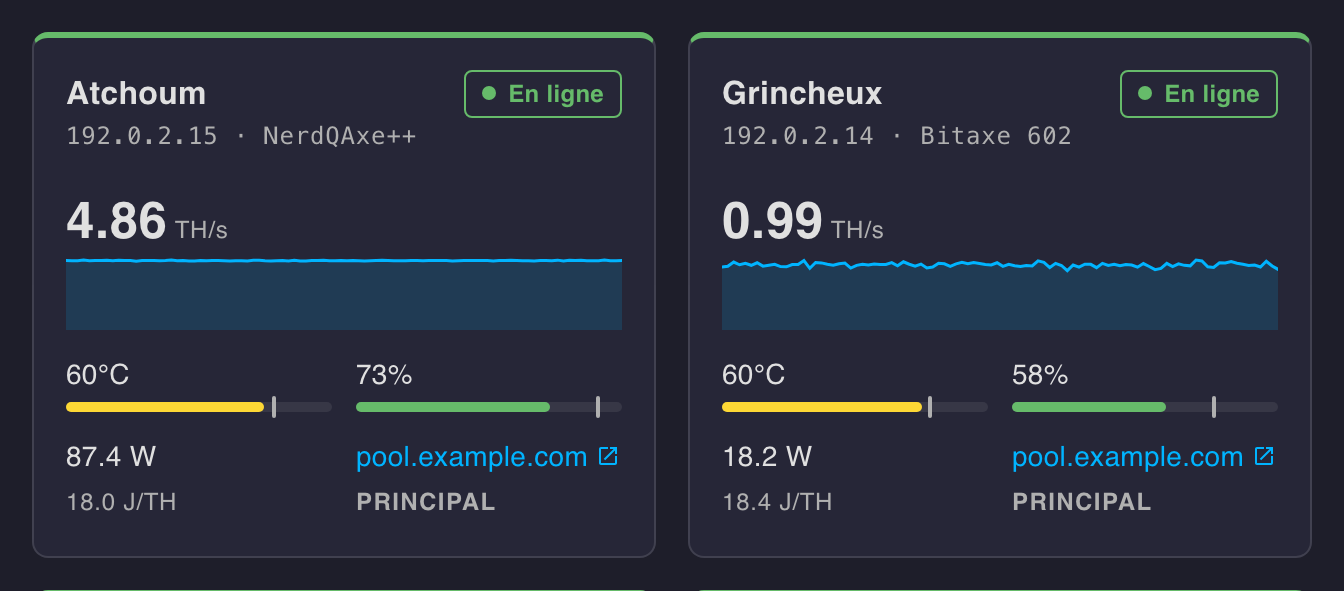 Atchoum
En ligne
192.0.2.15 · NerdQAxe++
4.86 TH/s
60°C
73%
87.4 W
pool.example.com
18.0 J/TH
PRINCIPAL
Grincheux
En ligne
192.0.2.14 · Bitaxe 602
0.99 TH/s
60°C
58%
18.2 W
pool.example.com
18.4 J/TH
PRINCIPAL